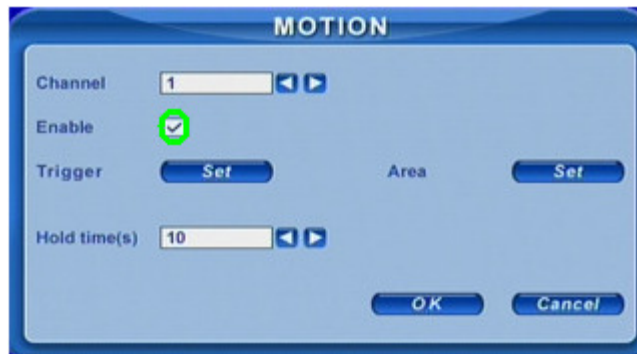 MOTION
Channel 1
Enable
Trigger Set Area Set
Hold time(s) 10
OK Cancel